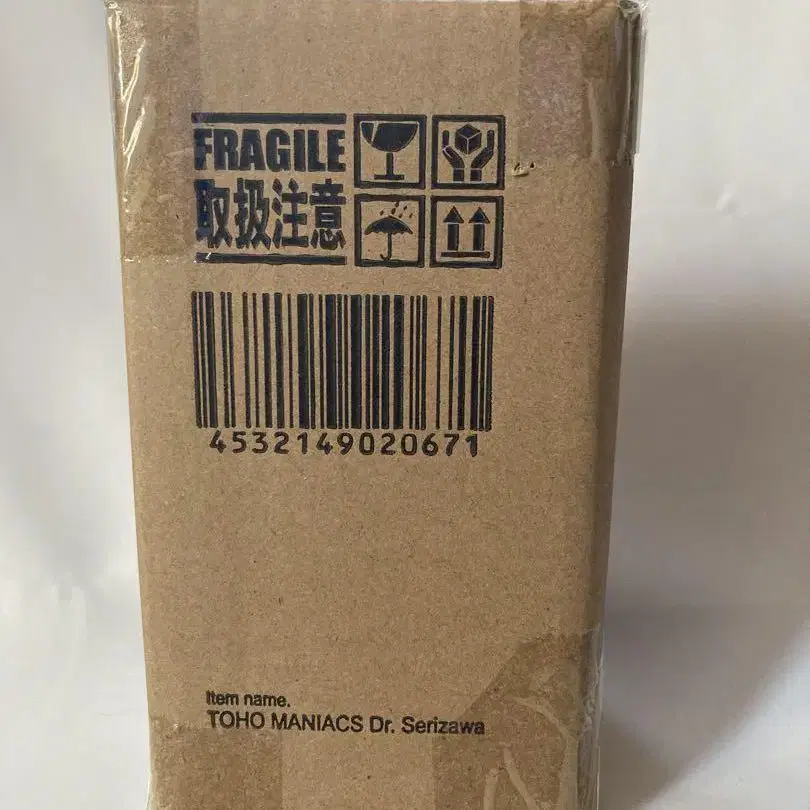 FRAGILE
取扱注意
4532149020671
Item name.
TOHO MANIACS Dr. Serizawa